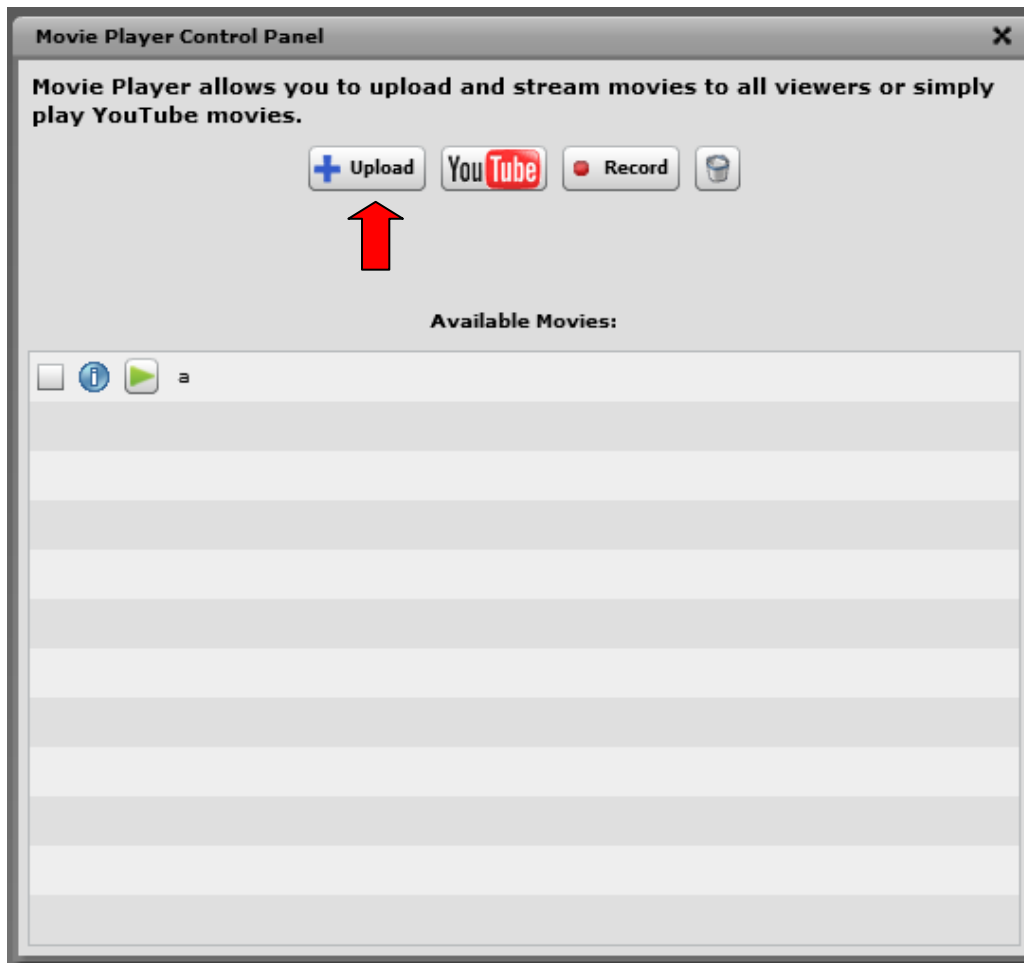 Movie Player Control Panel
Movie Player allows you to upload and stream movies to all viewers or simply
play YouTube movies.
Upload YouTube Record
Available Movies:
a